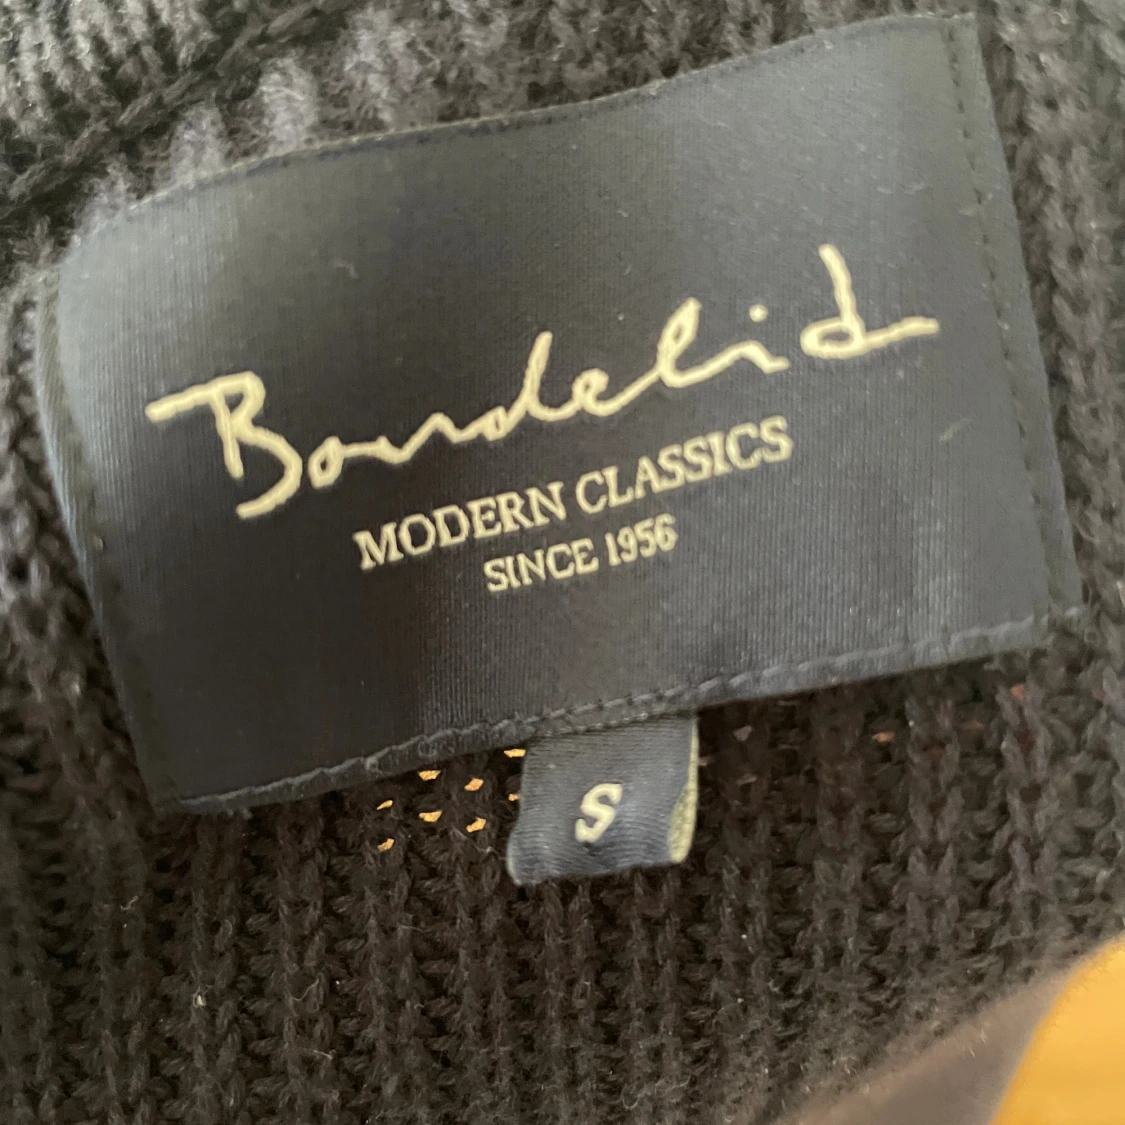 Bondelid
MODERN CLASSICS
SINCE 1956
S